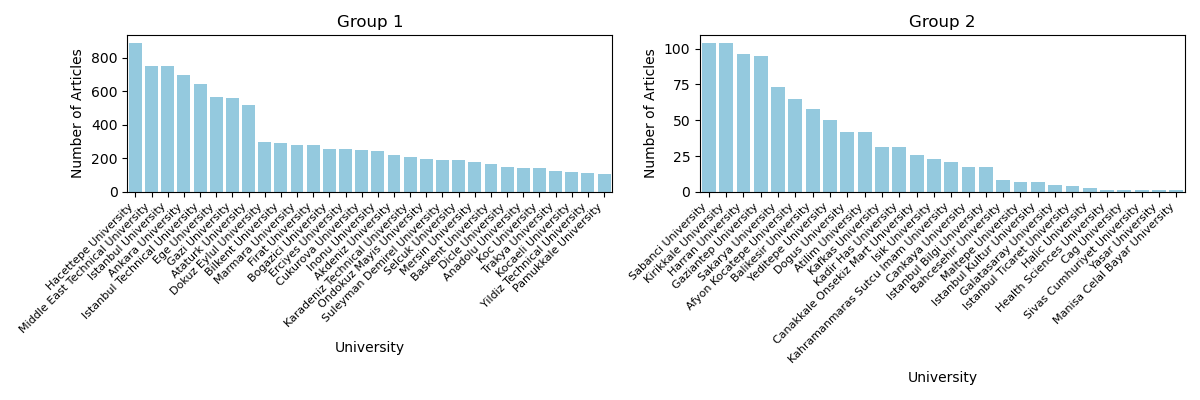 Group 1
Number of Articles
800
600
400
200
0
Hacettepe University
Middle East Technical University
Istanbul University
Ankara University
Istanbul Technical University
Ege University
Gazi University
Ataturk University
Dokuz Eylul University
Bilkent University
Marmara University
Firat University
Bogazici University
Erciyes University
Cukurova University
Inonu University
Akdeniz University
Karadeniz Technical University
Ondokuz Mayis University
Suleyman Demirel University
Selcuk University
Mersin University
Baskent University
Dicle University
Anadolu University
Koc University
Trakya University
Kocaeli University
Yildiz Technical University
Pamukkale University
University
Group 2
Number of Articles
100
75
50
25
0
Sabanci University
Kirikkale University
Harran University
Gaziantep University
Sakarya University
Afyon Kocatepe University
Balikesir University
Yeditepe University
Dogus University
Atilim University
Kafkas University
Kadir Has University
Canakkale Onsekiz Mart University
Isik University
Kahramanmaras Sutcu Imam University
Cankaya University
Istanbul Bilgi University
Bahcesehir University
Maltepe University
Istanbul Kultur University
Galatasaray University
Istanbul Ticaret University
Halic University
Health Sciences University
Cag University
Sivas Cumhuriyet University
Yasar University
Manisa Celal Bayar University
University